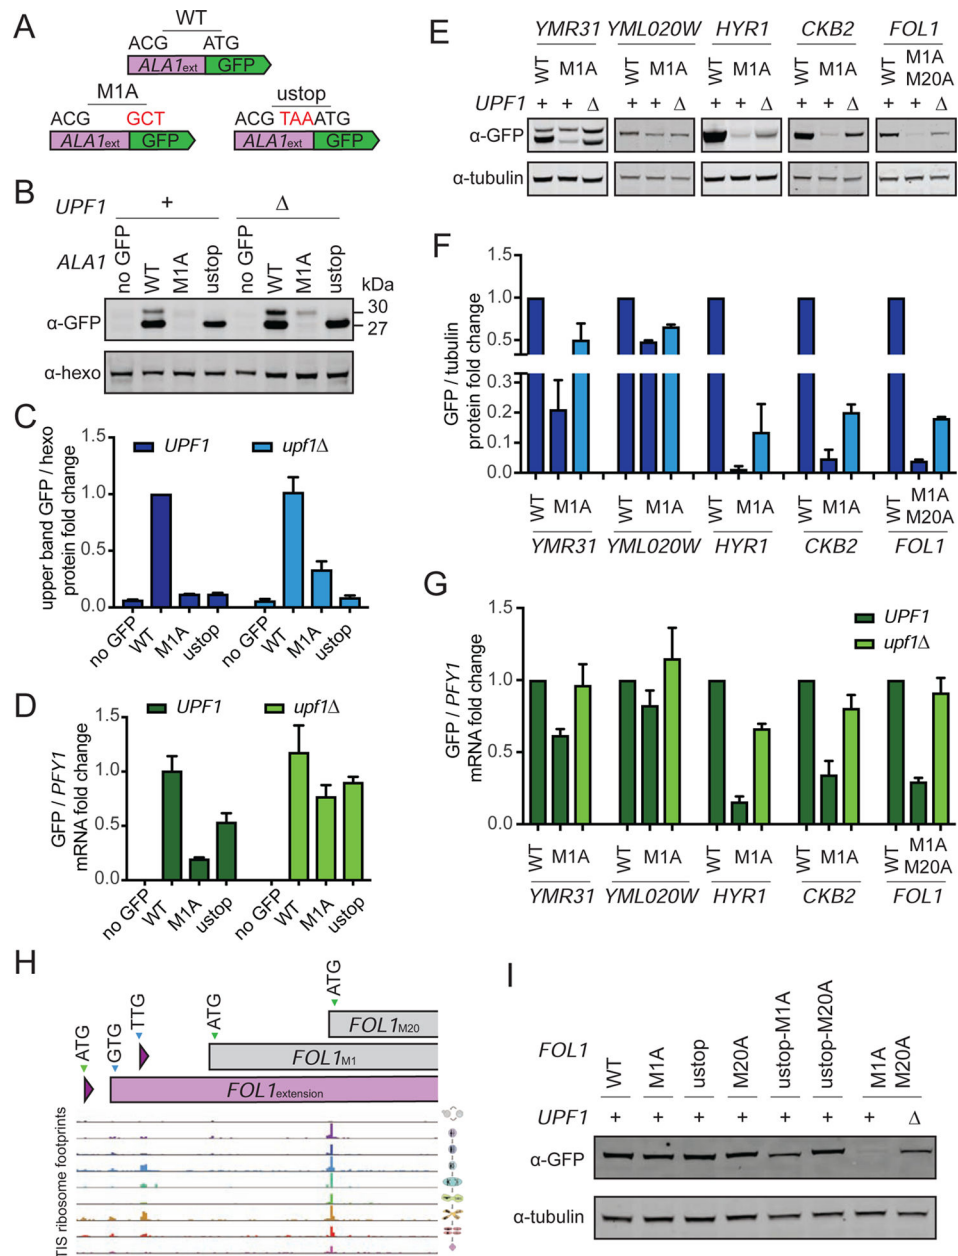 A
WT
ACG ATG
ALA1ext GFP
M1A
ACG GCT
ALA1ext GFP
ustop
ACG TAAATG
ALA1ext GFP
B
UPF1 + Δ
ALA1 no GFP WT M1A ustop no GFP WT M1A ustop kDa
α-GFP 30
27
α-hexo
C
upper band GFP / hexo
protein fold change
UPF1 upf1Δ
1.5
1.0
0.5
0.0
no GFP WT M1A ustop no GFP WT M1A ustop
D
GFP / PFY1
mRNA fold change
UPF1 upf1Δ
1.5
1.0
0.5
0.0
no GFP WT M1A ustop no GFP WT M1A ustop
E
YMR31 YML020W HYR1 CKB2 FOL1
WT M1A WT M1A WT M1A WT M1A WT M1A
M20A
UPF1 + + Δ + + Δ + + Δ + + Δ + + Δ
α-GFP
α-tubulin
F
GFP / tubulin
protein fold change
1.5
1.0
0.5
0.3
0.2
0.1
0.0
WT M1A WT M1A WT M1A WT M1A WT M1A
M20A
YMR31 YML020W HYR1 CKB2 FOL1
G
GFP / PFY1
mRNA fold change
UPF1
upf1Δ
1.5
1.0
0.5
0.0
WT M1A WT M1A WT M1A WT M1A WT M1A
M20A
YMR31 YML020W HYR1 CKB2 FOL1
H
ATG GTG TTG ATG ATG
FOL1M20
FOL1M1
FOL1extension
TIS ribosome footprints
I
FOL1 WT M1A ustop M20A ustop-M1A ustop-M20A M1A M20A
UPF1 + + + + + + + Δ
α-GFP
α-tubulin